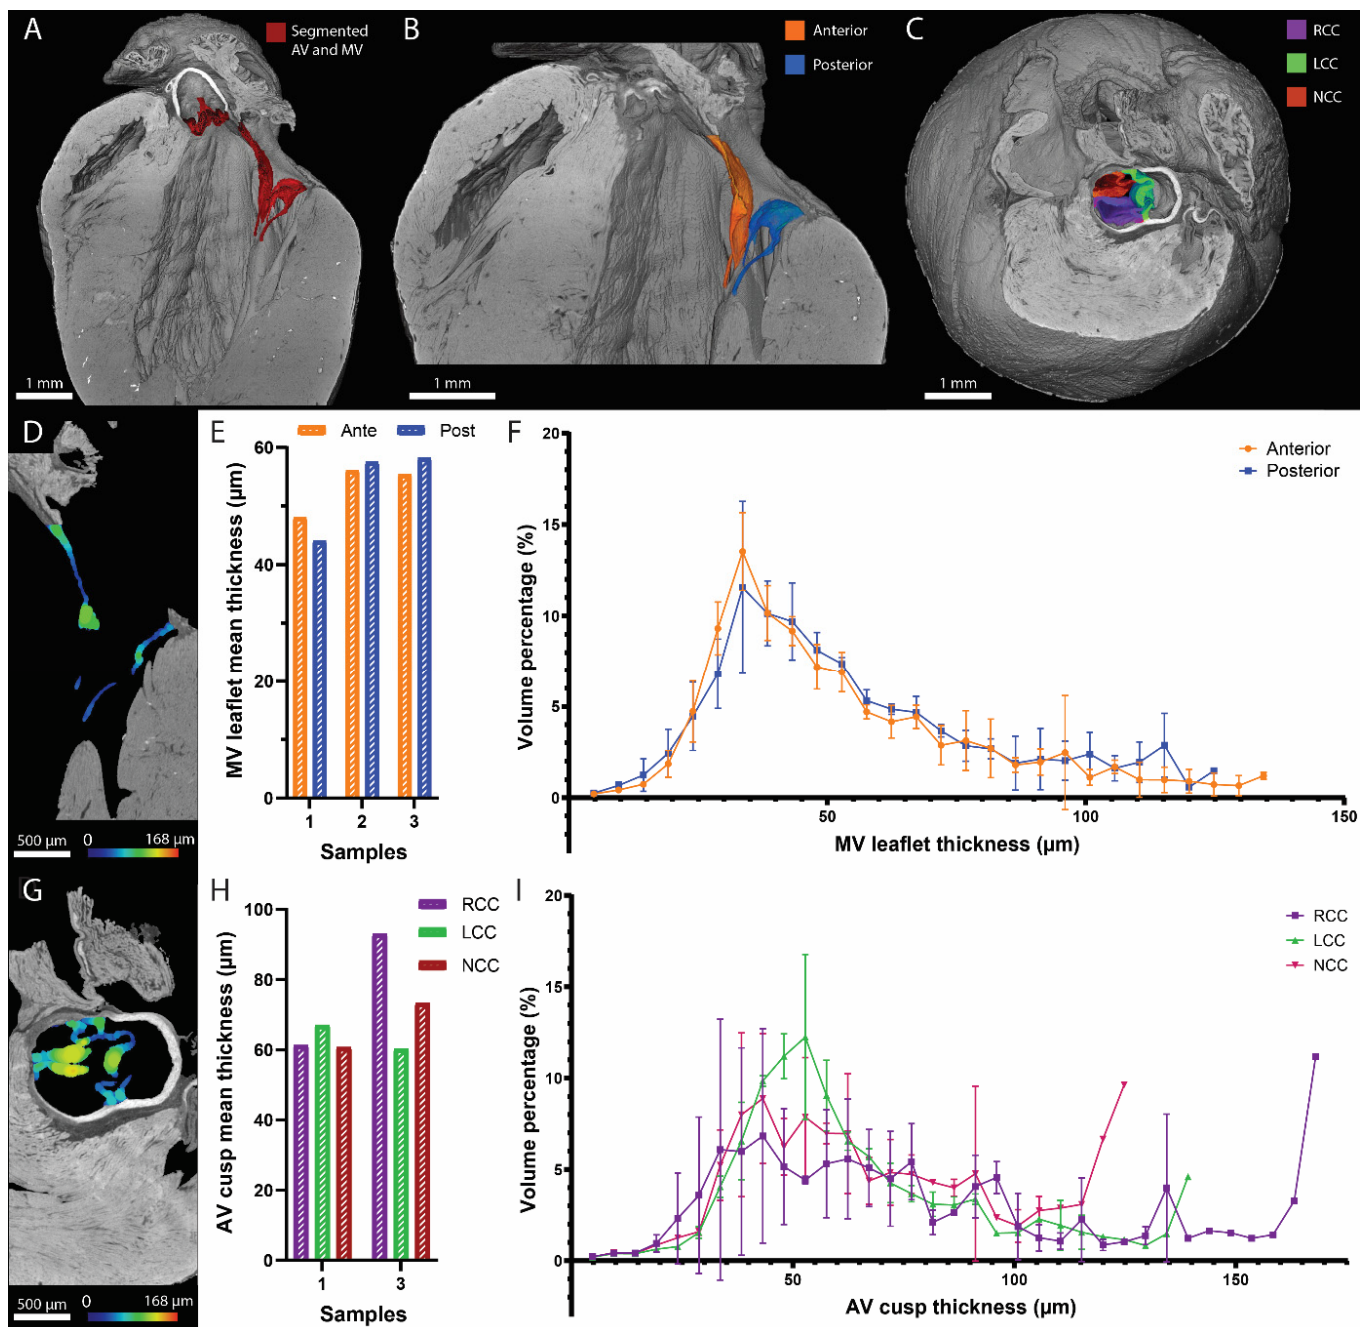 A
Segmented
AV and MV
1 mm
B
Anterior
Posterior
1 mm
C
RCC
LCC
NCC
1 mm
D
500 µm
0
168 µm
E
Ante
Post
MV leaflet mean thickness (µm)
60
40
20
0
1
2
3
Samples
F
Anterior
Posterior
Volume percentage (%)
20
15
10
5
0
50
100
150
MV leaflet thickness (µm)
G
500 µm
0
168 µm
H
RCC
LCC
NCC
AV cusp mean thickness (µm)
100
80
60
40
20
0
1
3
Samples
I
RCC
LCC
NCC
Volume percentage (%)
20
15
10
5
0
50
100
150
AV cusp thickness (µm)